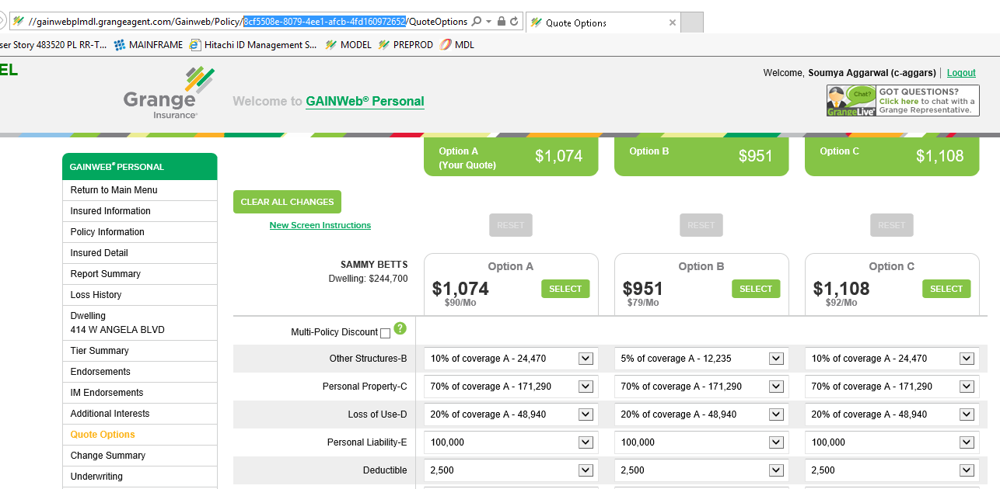 //gainwebplmdl.grangeagent.com/Gainweb/Policy/8cf5508e-8079-4ee1-afcb-4fd160972652/QuoteOptions
Quote Options
ser Story 483520 PL RR-T... MAINFRAME Hitachi ID Management S... MODEL PREPROD MDL
EL
Welcome, Soumya Aggarwal (c-aggars) | Logout
Grange
Insurance®
Welcome to GAINWeb® Personal
Chat?
GrangeLive®
GOT QUESTIONS?
Click here to chat with a
Grange Representative.
Option A
(Your Quote) $1,074
Option B $951
Option C $1,108
GAINWEB® PERSONAL
Return to Main Menu
Insured Information
Policy Information
Insured Detail
Report Summary
Loss History
Dwelling
414 W ANGELA BLVD
Tier Summary
Endorsements
IM Endorsements
Additional Interests
Quote Options
Change Summary
Underwriting
CLEAR ALL CHANGES
New Screen Instructions
RESET RESET RESET
SAMMY BETTS
Dwelling: $244,700
Option A
$1,074 SELECT
$90/Mo
Option B
$951 SELECT
$79/Mo
Option C
$1,108 SELECT
$92/Mo
Multi-Policy Discount ?
Other Structures-B 10% of coverage A - 24,470 5% of coverage A - 12,235 10% of coverage A - 24,470
Personal Property-C 70% of coverage A - 171,290 70% of coverage A - 171,290 70% of coverage A - 171,290
Loss of Use-D 20% of coverage A - 48,940 20% of coverage A - 48,940 20% of coverage A - 48,940
Personal Liability-E 100,000 100,000 100,000
Deductible 2,500 2,500 2,500